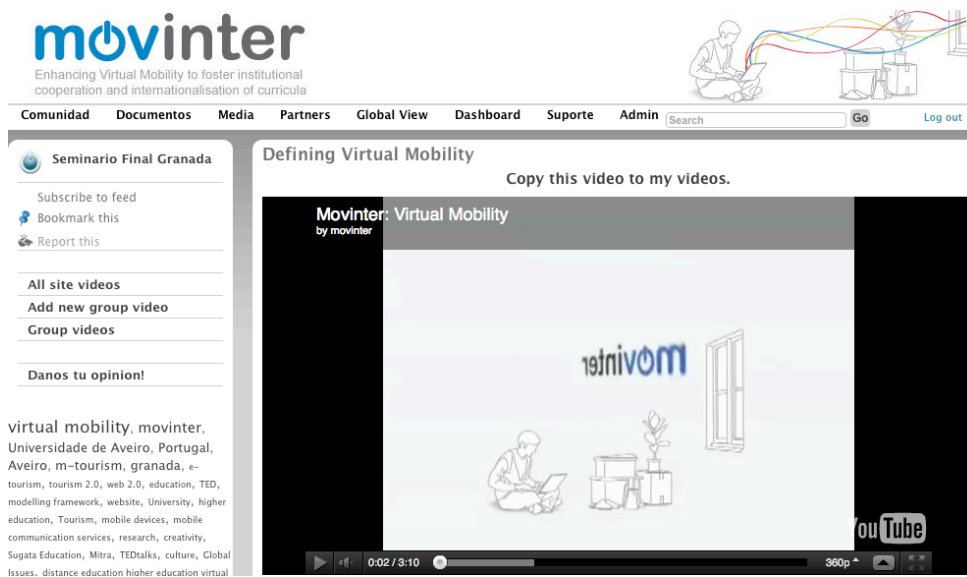 movinter
Enhancing Virtual Mobility to foster institutional
cooperation and internationalisation of curricula
Comunidad Documentos Media Partners Global View Dashboard Suporte Admin Search Go Log out
Seminario Final Granada
Subscribe to feed
Bookmark this
Report this
All site videos
Add new group video
Group videos
Danos tu opinion!
virtual mobility, movinter,
Universidade de Aveiro, Portugal,
Aveiro, m-tourism, granada, e-
tourism, tourism 2.0, web 2.0, education, TED,
modelling framework, website, University, higher
education, Tourism, mobile devices, mobile
communication services, research, creativity,
Sugata Education, Mitra, TEDtalks, culture, Global
Issues, distance education higher education virtual
Defining Virtual Mobility
Copy this video to my videos.
Movinter: Virtual Mobility
by movinter
movinter
YouTube
0:02 / 3:10
360p